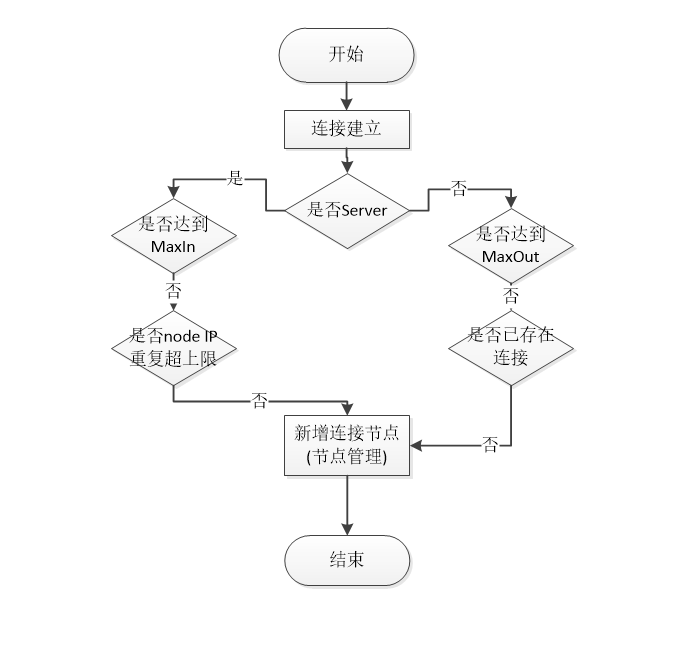 开始
连接建立
是
否
是否Server
是否达到
MaxIn
是否达到
MaxOut
否
否
是否node IP
重复超上限
是否已存在
连接
否
否
新增连接节点
(节点管理)
结束